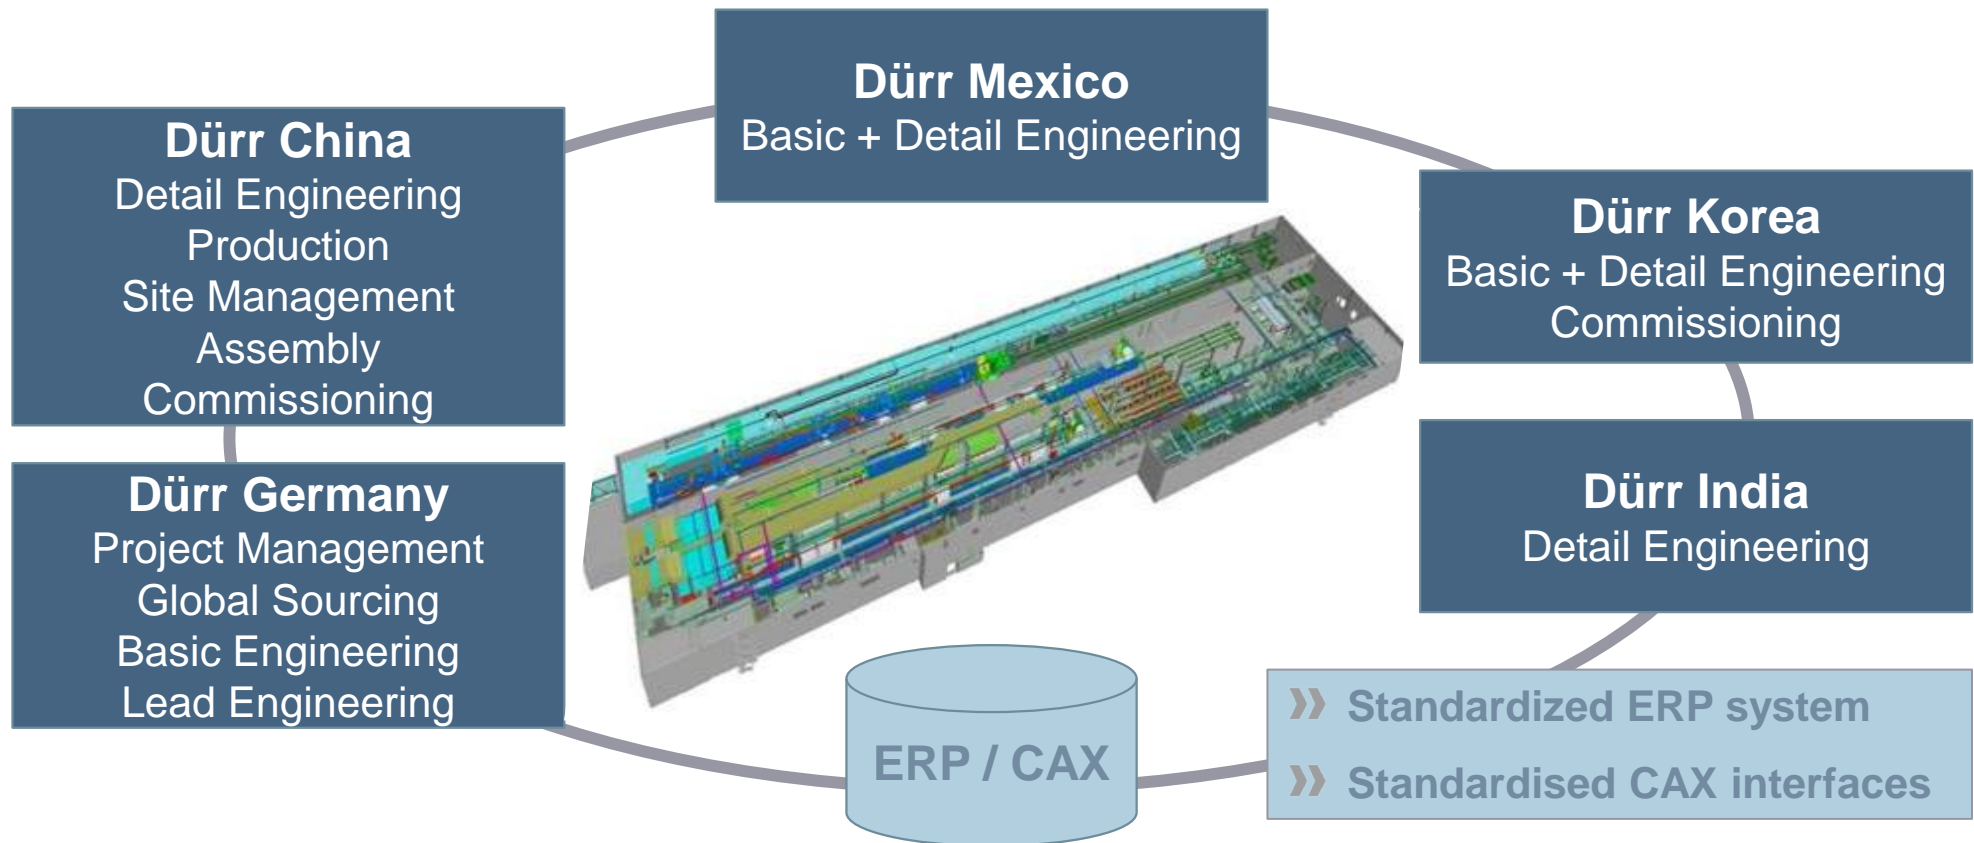 Dürr Mexico
Basic + Detail Engineering
Dürr China
Detail Engineering
Production
Site Management
Assembly
Commissioning
Dürr Korea
Basic + Detail Engineering
Commissioning
Dürr Germany
Project Management
Global Sourcing
Basic Engineering
Lead Engineering
Dürr India
Detail Engineering
ERP / CAX
Standardized ERP system
Standardised CAX interfaces